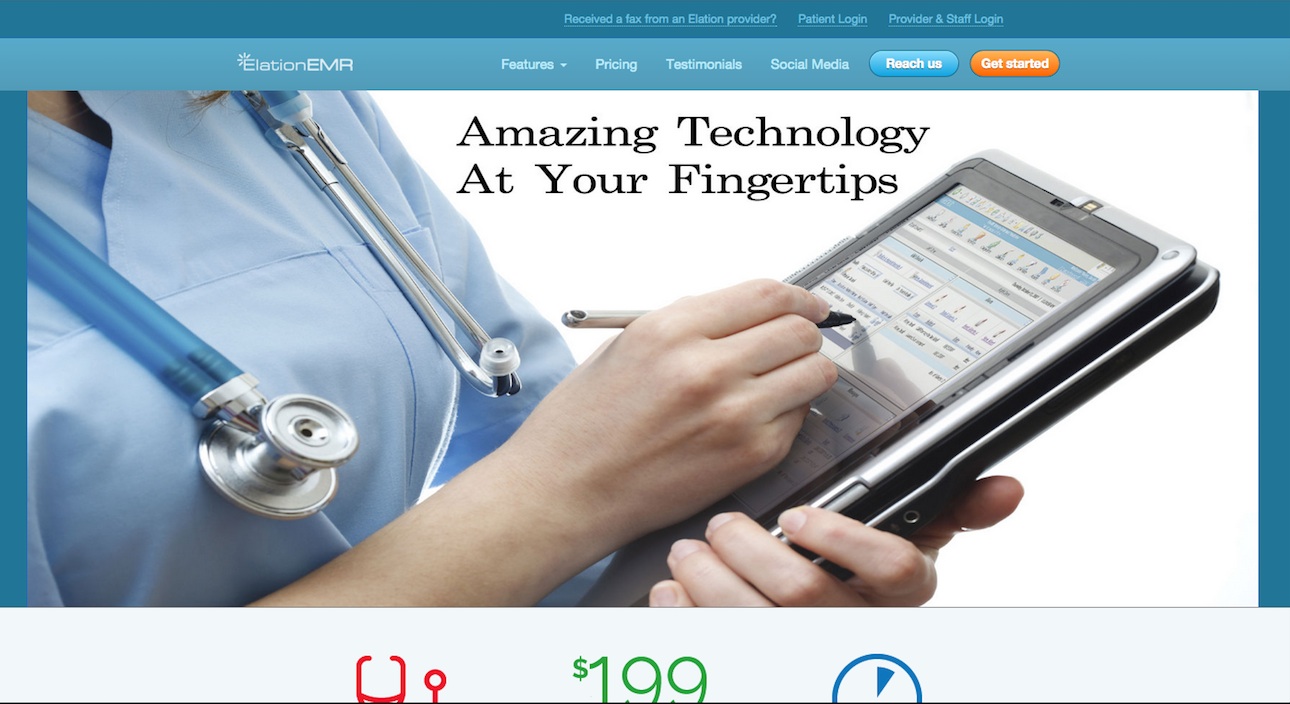 Received a fax from an Elation provider? Patient Login Provider & Staff Login
ElationEMR Features Pricing Testimonials Social Media Reach us Get started
Amazing Technology
At Your Fingertips
$199